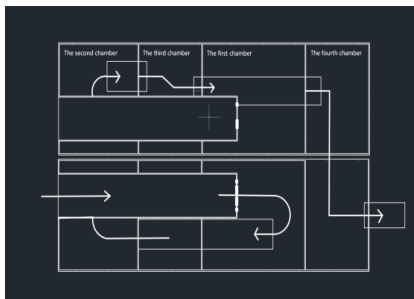 The second chamber
The third chamber
The first chamber
The fourth chamber